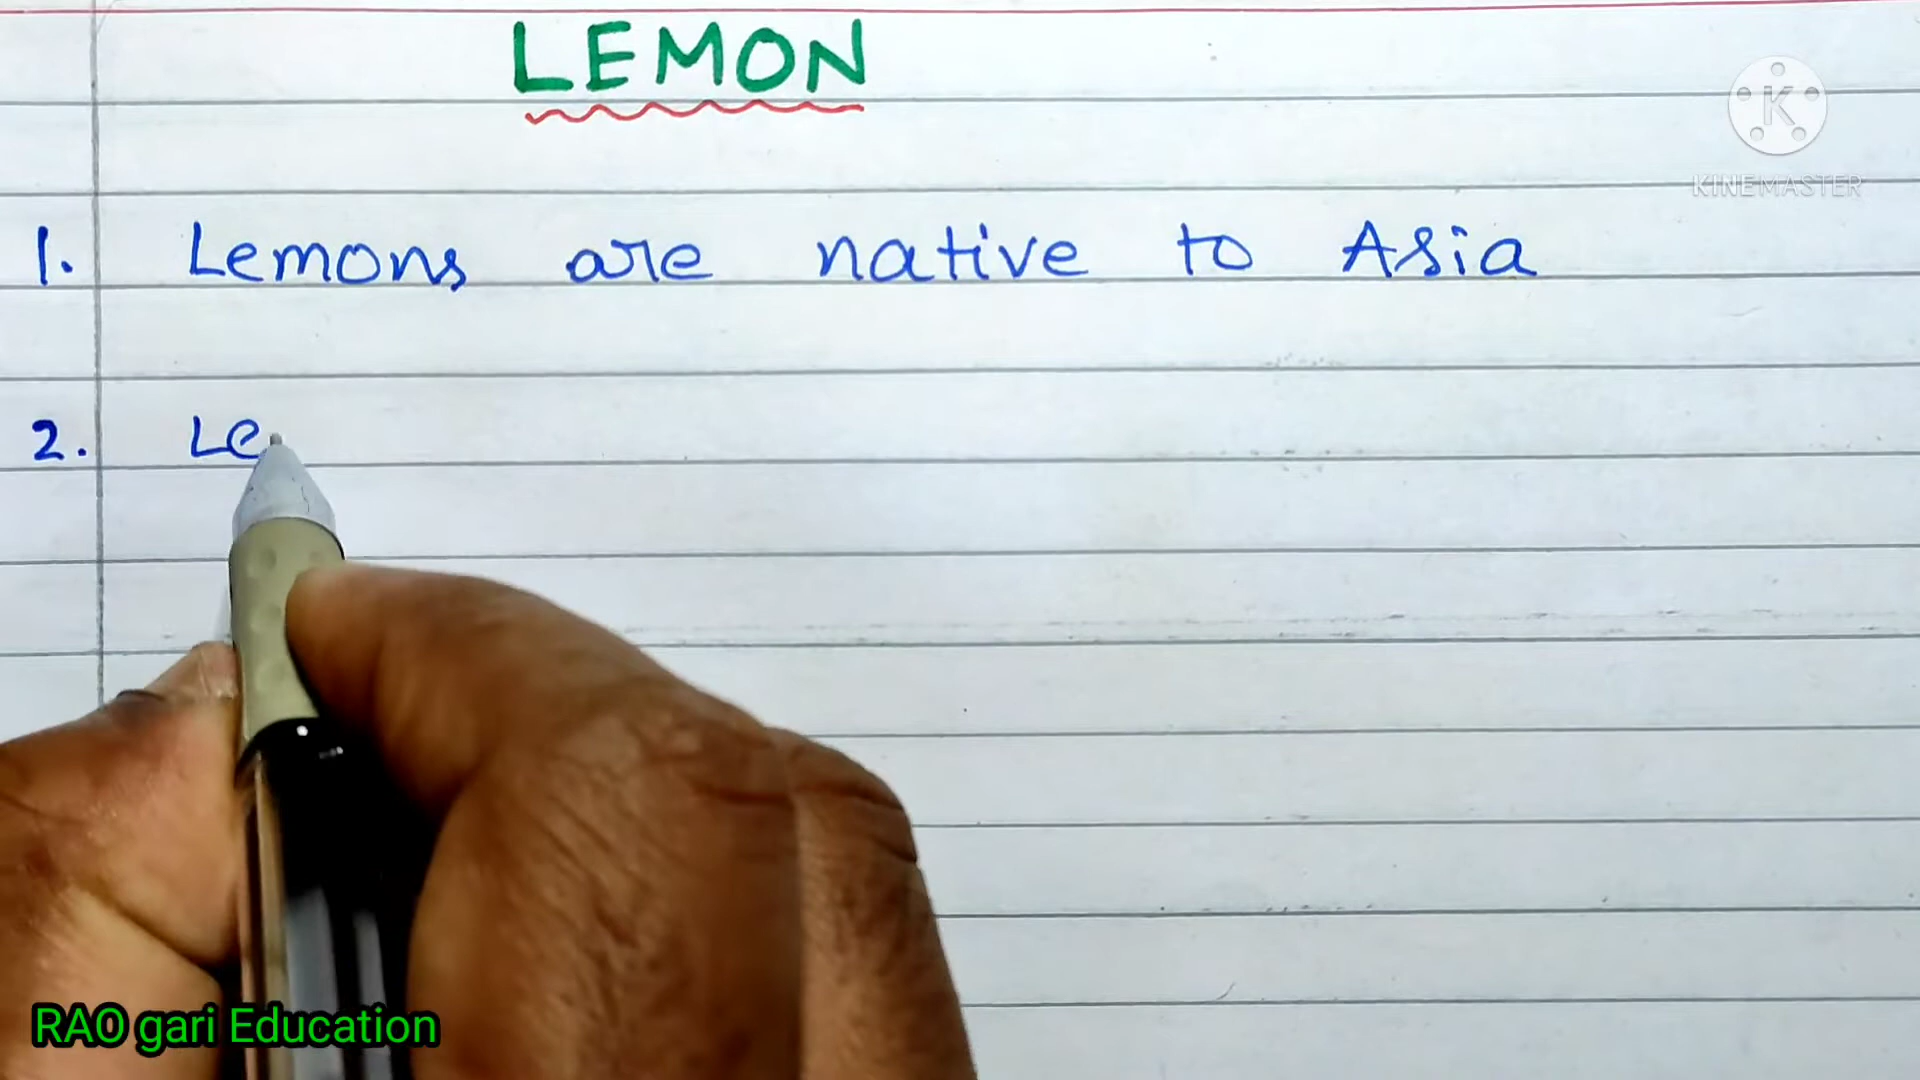 LEMON
K
KINEMASTER
1. Lemons are native to Asia
2. Le
RAO gari Education